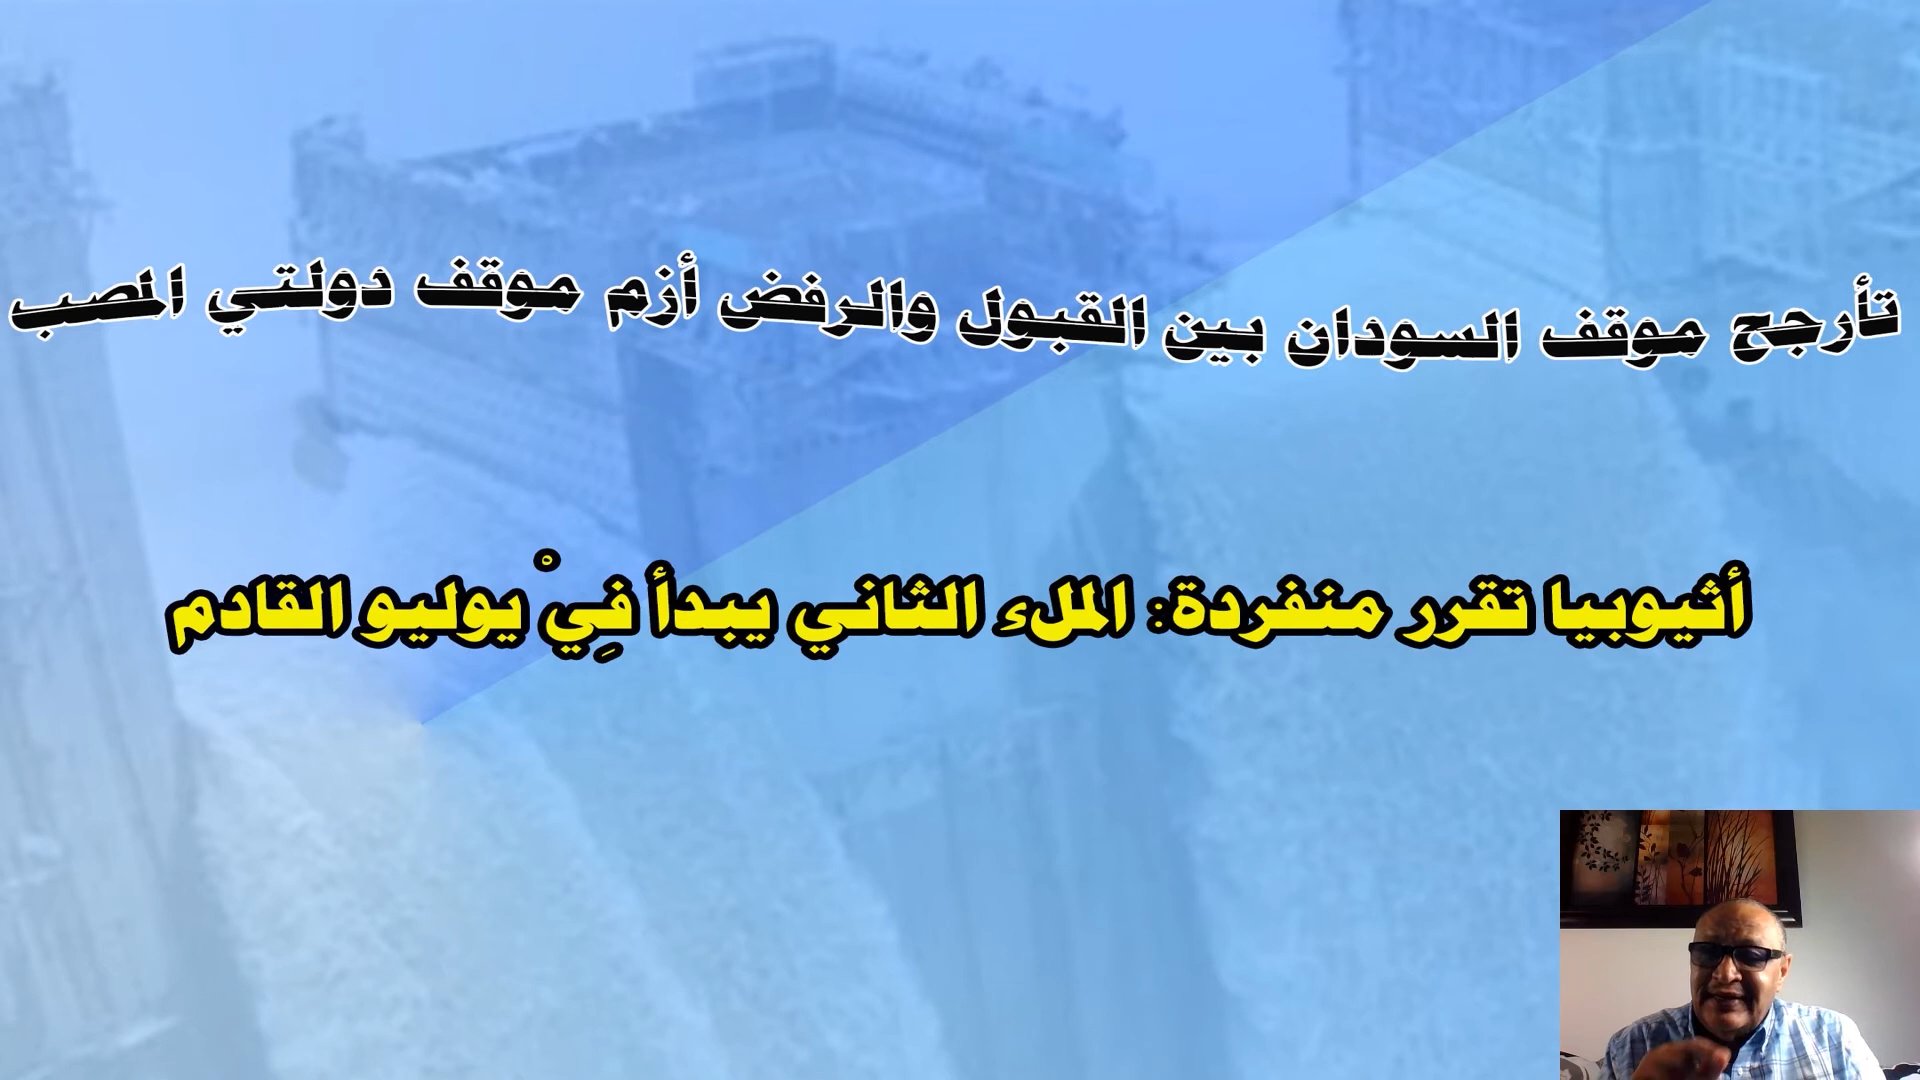 تأرجح موقف السودان بين القبول والرفض أزم موقف دولتي المصب
أثيوبيا تقرر منفردة: الملء الثاني يبدأ فِيْ يوليو القادم